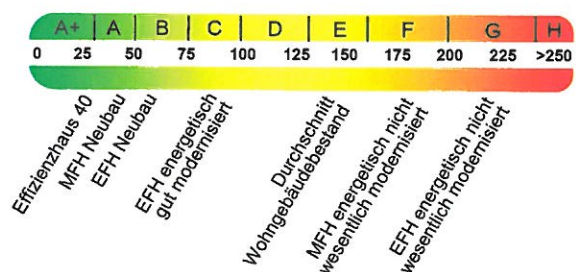 A+ A B C D E F G H
0 25 50 75 100 125 150 175 200 225 >250
Effizienzhaus 40
MFH Neubau
EFH Neubau
EFH energetisch
gut modernisiert
Durchschnitt
Wohngebäudebestand
MFH energetisch nicht
wesentlich modernisiert
EFH energetisch nicht
wesentlich modernisiert